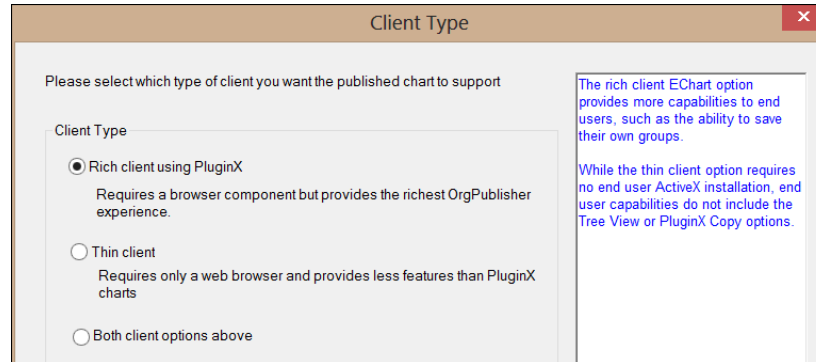 Client Type
Please select which type of client you want the published chart to support
Client Type
Rich client using PluginX
Requires a browser component but provides the richest OrgPublisher
experience.
Thin client
Requires only a web browser and provides less features than PluginX
charts
Both client options above
The rich client EChart option
provides more capabilities to end
users, such as the ability to save
their own groups.
While the thin client option requires
no end user ActiveX installation, end
user capabilities do not include the
Tree View or PluginX Copy options.